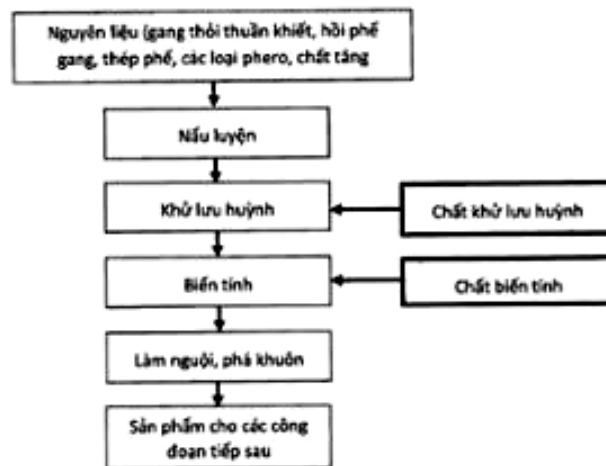 Nguyên liệu (gang thỏi thuần khiết, hồi phế
gang, thép phế, các loại phero, chất tăng
Nấu luyện
Khử lưu huỳnh
Chất khử lưu huỳnh
Biến tính
Chất biến tính
Làm nguội, phá khuôn
Sản phẩm cho các công
đoạn tiếp sau